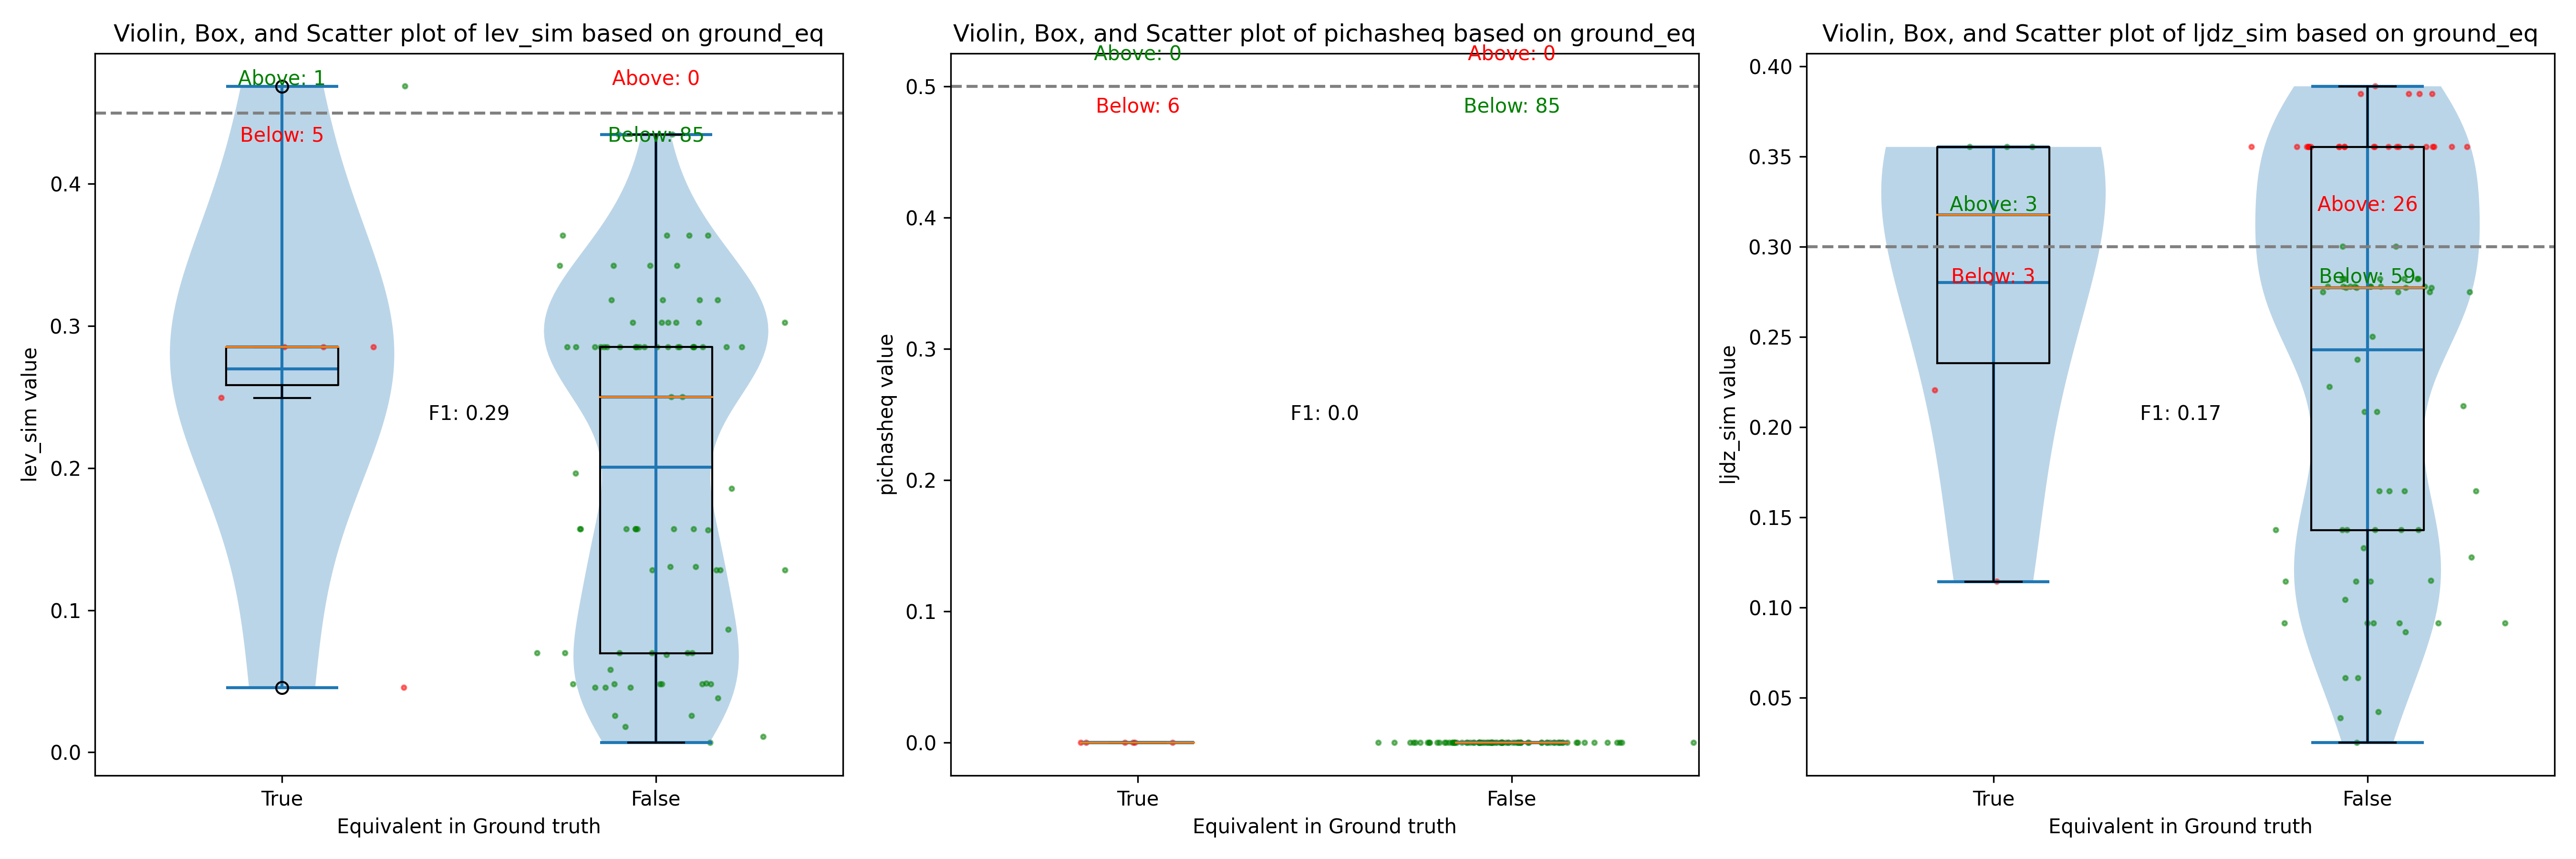 Violin, Box, and Scatter plot of lev_sim based on ground_eq
Above: 1
Above: 0
Below: 5
Below: 85
0.4
0.3
0.2
0.1
0.0
lev_sim value
F1: 0.29
True
False
Equivalent in Ground truth
Violin, Box, and Scatter plot of pichasheq based on ground_eq
Above: 0
Above: 0
Below: 6
Below: 85
0.5
0.4
0.3
0.2
0.1
0.0
pichasheq value
F1: 0.0
True
False
Equivalent in Ground truth
Violin, Box, and Scatter plot of ljdz_sim based on ground_eq
Above: 3
Above: 26
Below: 3
Below: 59
0.40
0.35
0.30
0.25
0.20
0.15
0.10
0.05
ljdz_sim value
F1: 0.17
True
False
Equivalent in Ground truth